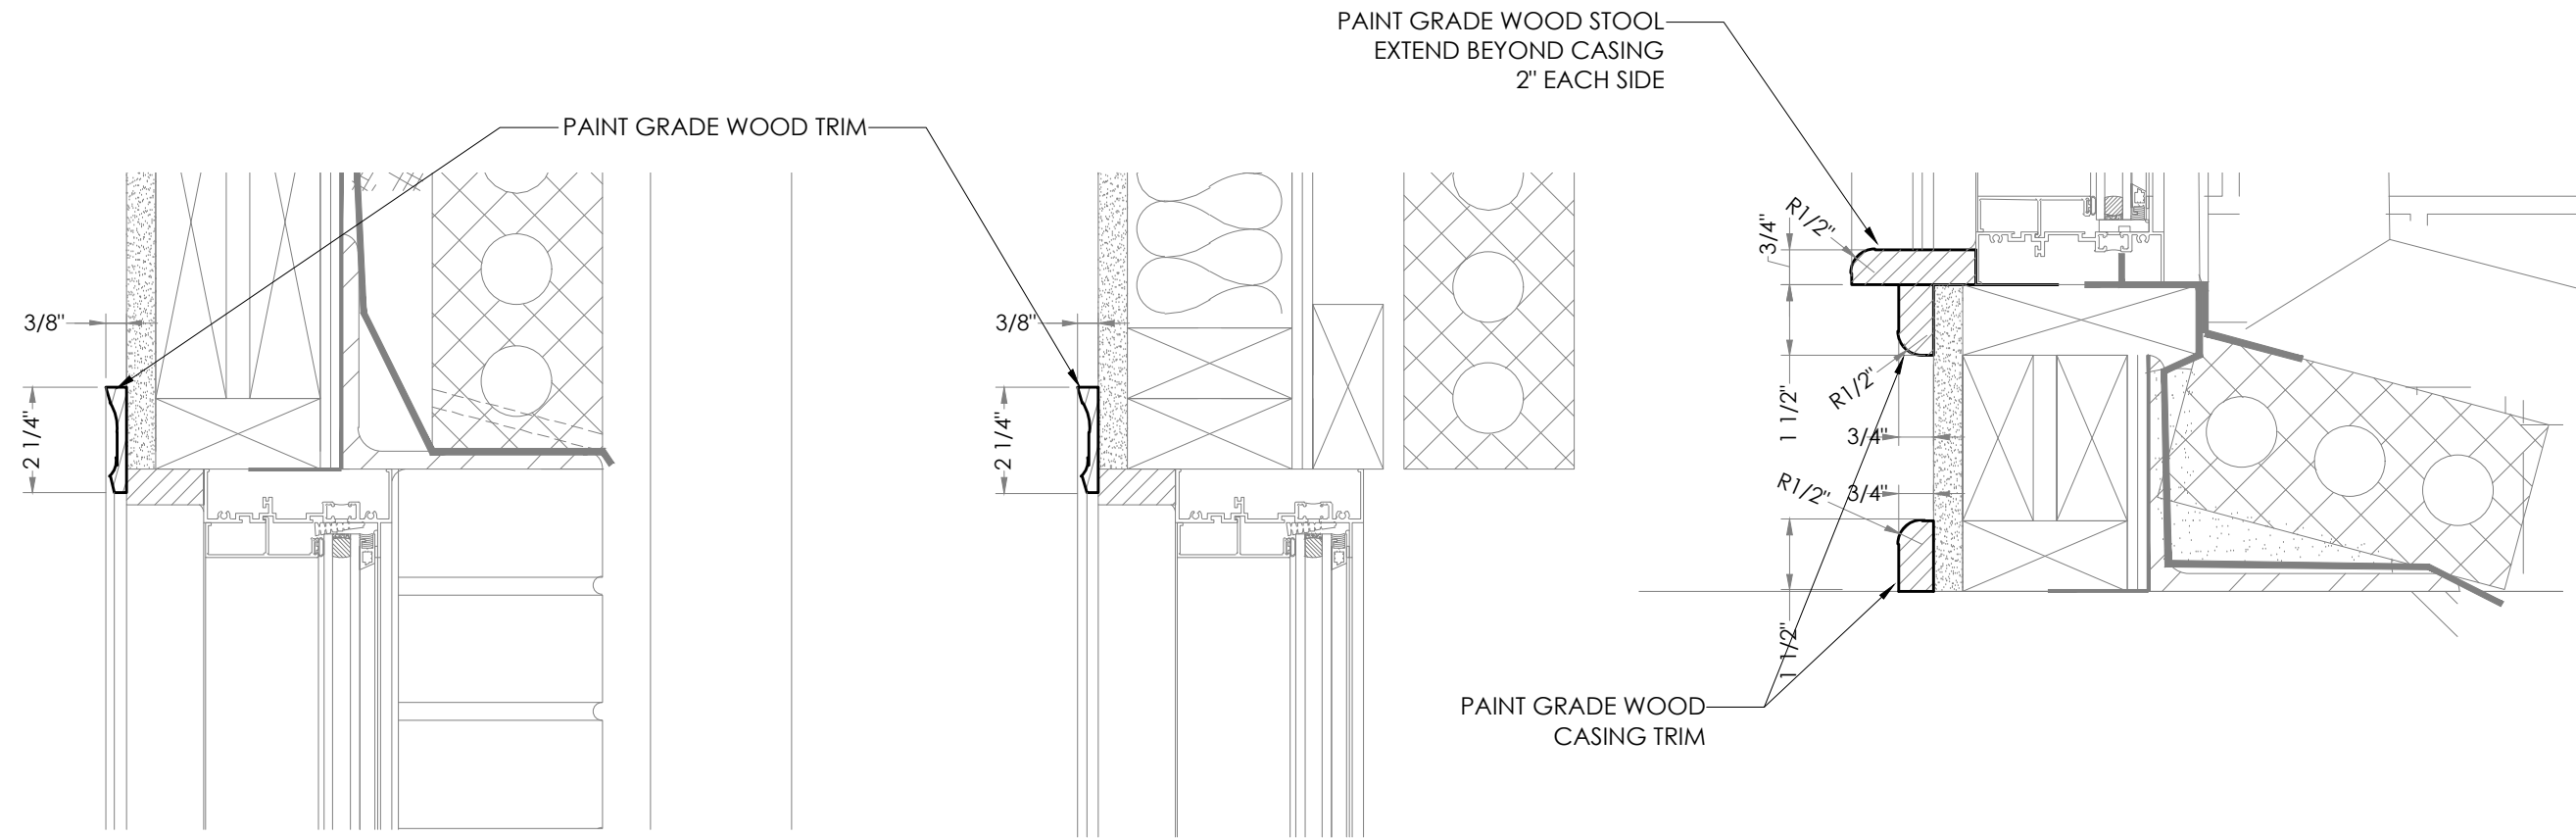 PAINT GRADE WOOD STOOL
EXTEND BEYOND CASING
2" EACH SIDE
PAINT GRADE WOOD TRIM
3/8"
2 1/4"
3/8"
2 1/4"
R1/2"
3/4"
1 1/2"
R1/2"
3/4"
R1/2"
3/4"
1 1/2"
PAINT GRADE WOOD
CASING TRIM